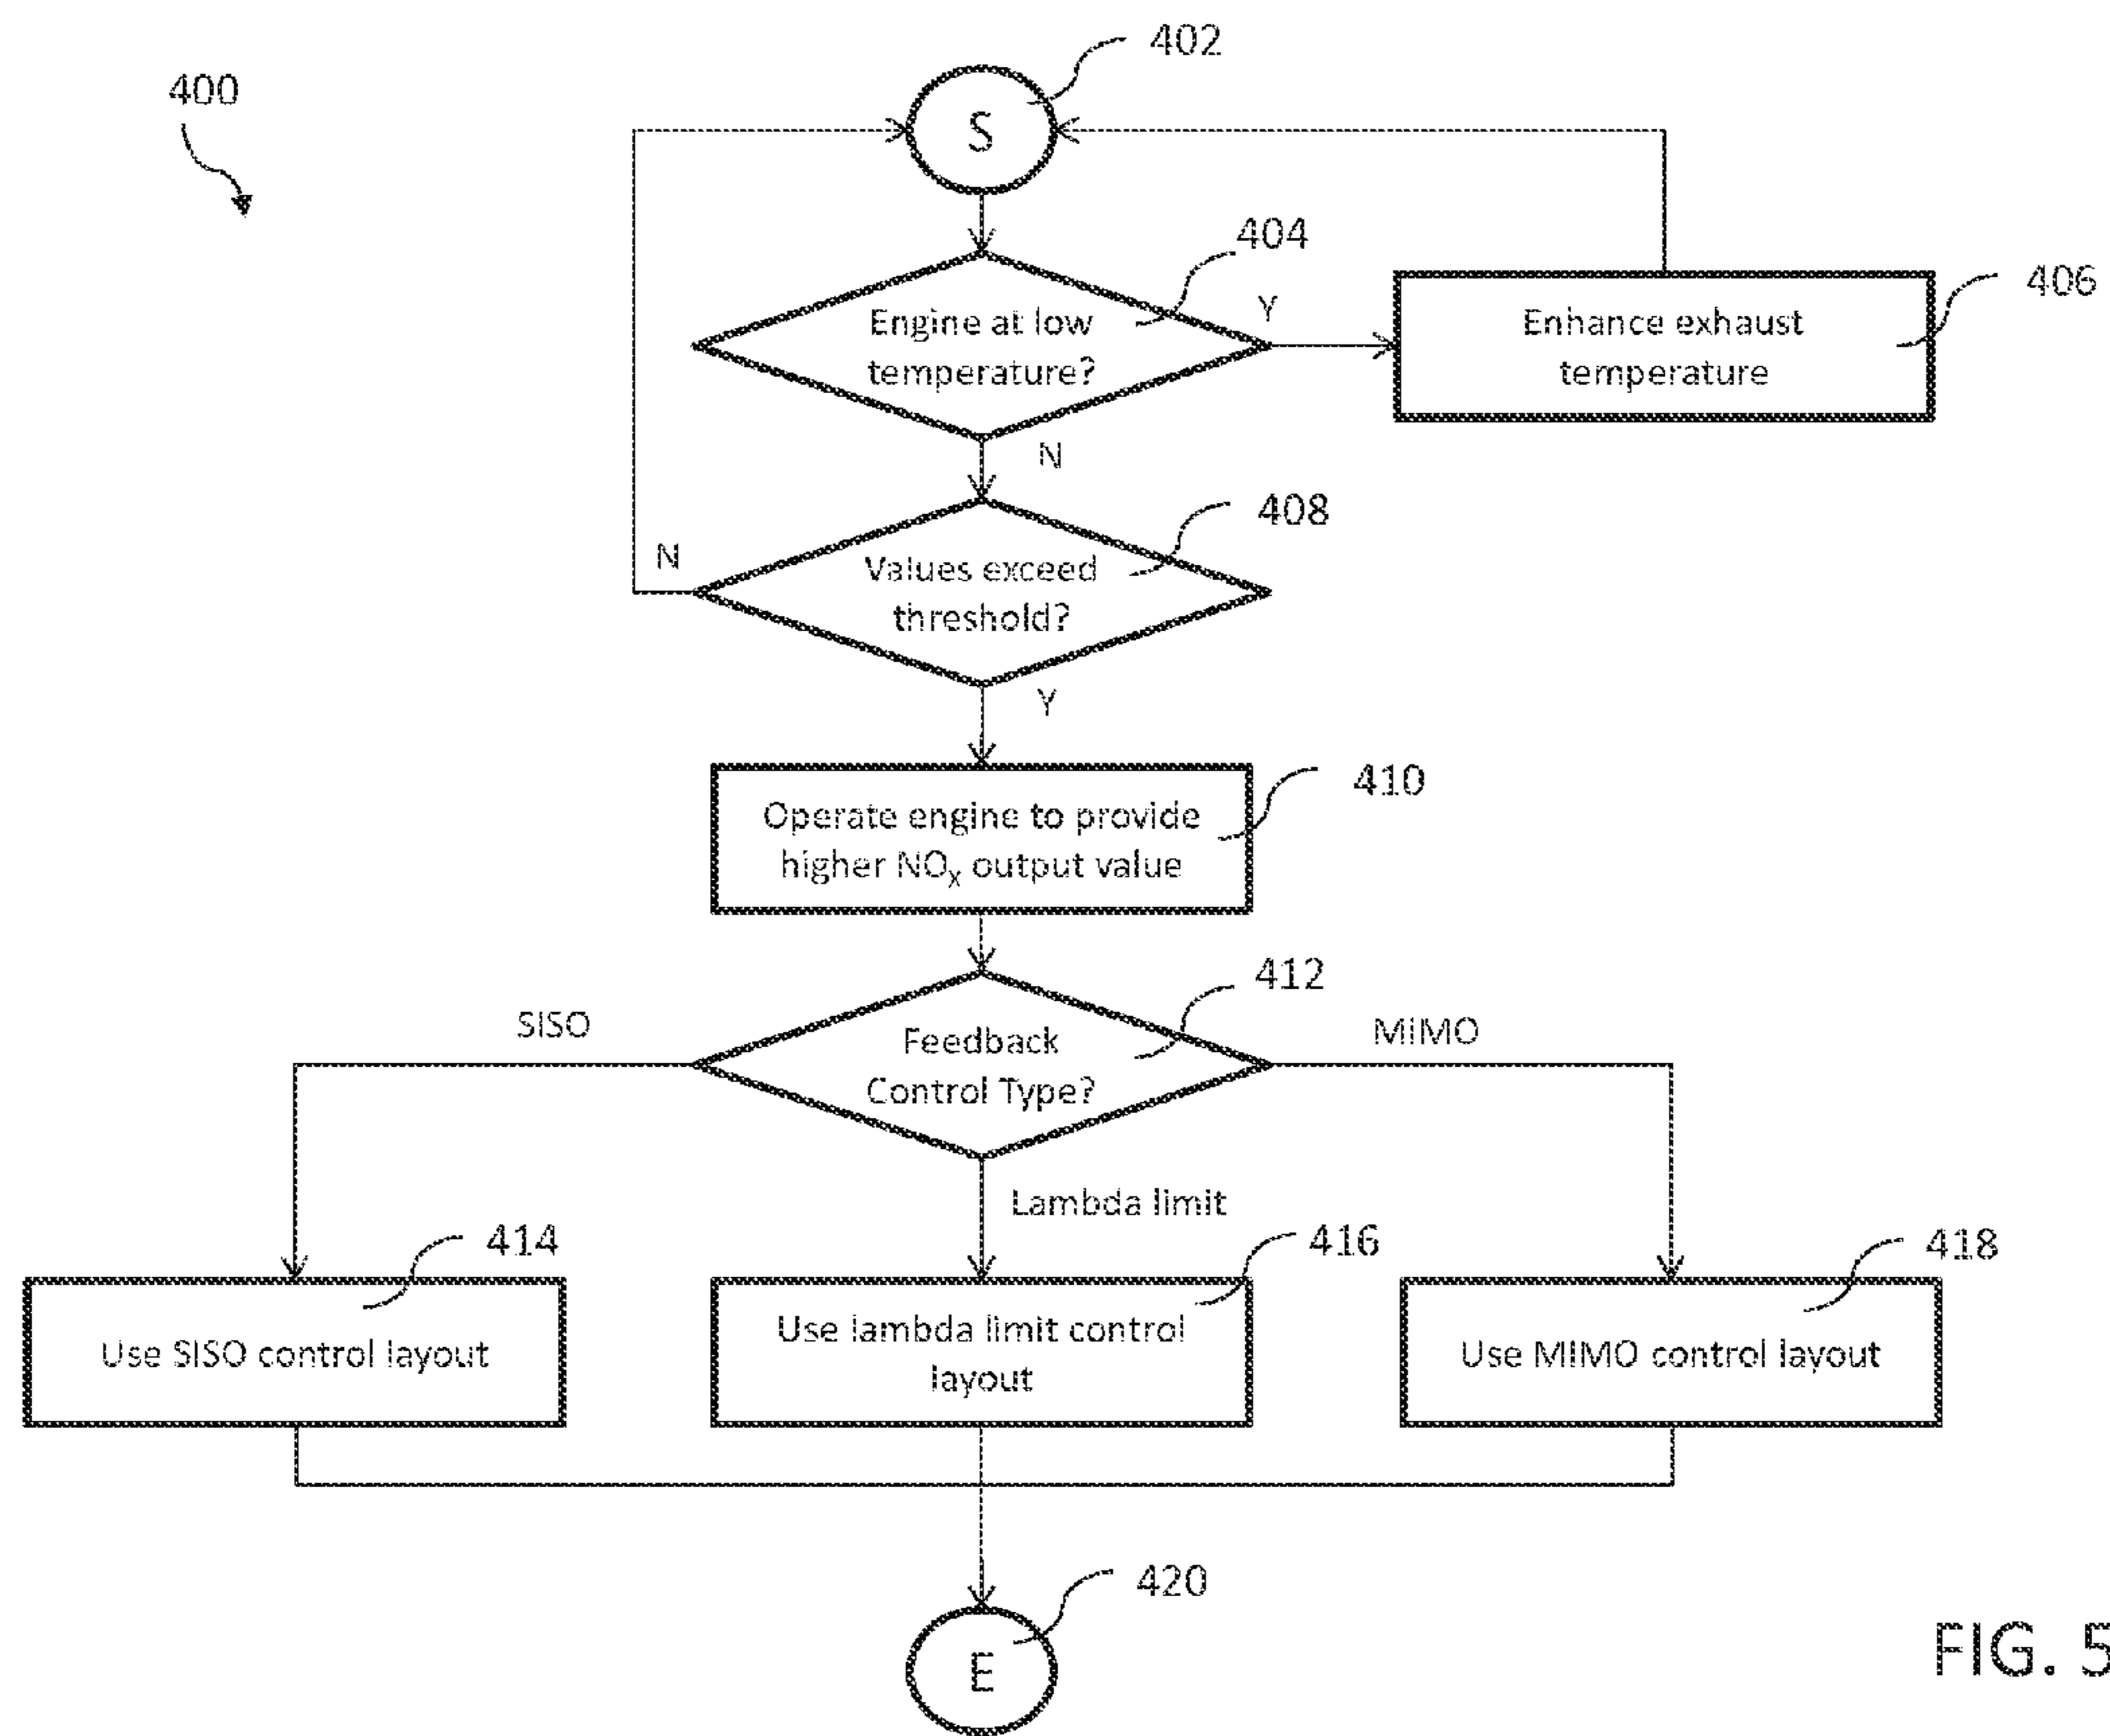 402
400
S
404
Y
406
Engine at low
temperature?
Enhance exhaust
temperature
N
408
N
Values exceed
threshold?
Y
410
Operate engine to provide
higher NOx output value
412
SISO
MIMO
Feedback
Control Type?
Lambda limit
414
416
418
Use SISO control layout
Use lambda limit control
layout
Use MIMO control layout
420
E
FIG. 5